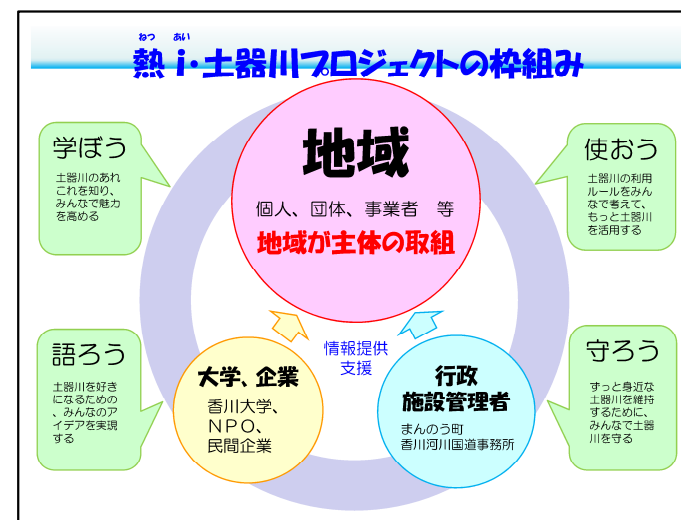 ねつ あい
熱 i・土器川プロジェクトの枠組み
学ぼう
土器川のあれ
これを知り、
みんなで魅力
を高める
地域
個人、団体、事業者 等
地域が主体の取組
使おう
土器川の利用
ルールをみん
なで考えて、
もっと土器川
を活用する
語ろう
土器川を好き
になるための
、みんなのア
イデアを実現
する
情報提供
支援
大学、企業
香川大学、
ＮＰＯ、
民間企業
行政
施設管理者
まんのう町
香川河川国道事務所
守ろう
ずっと身近な
土器川を維持
するために、
みんなで土器
川を守る